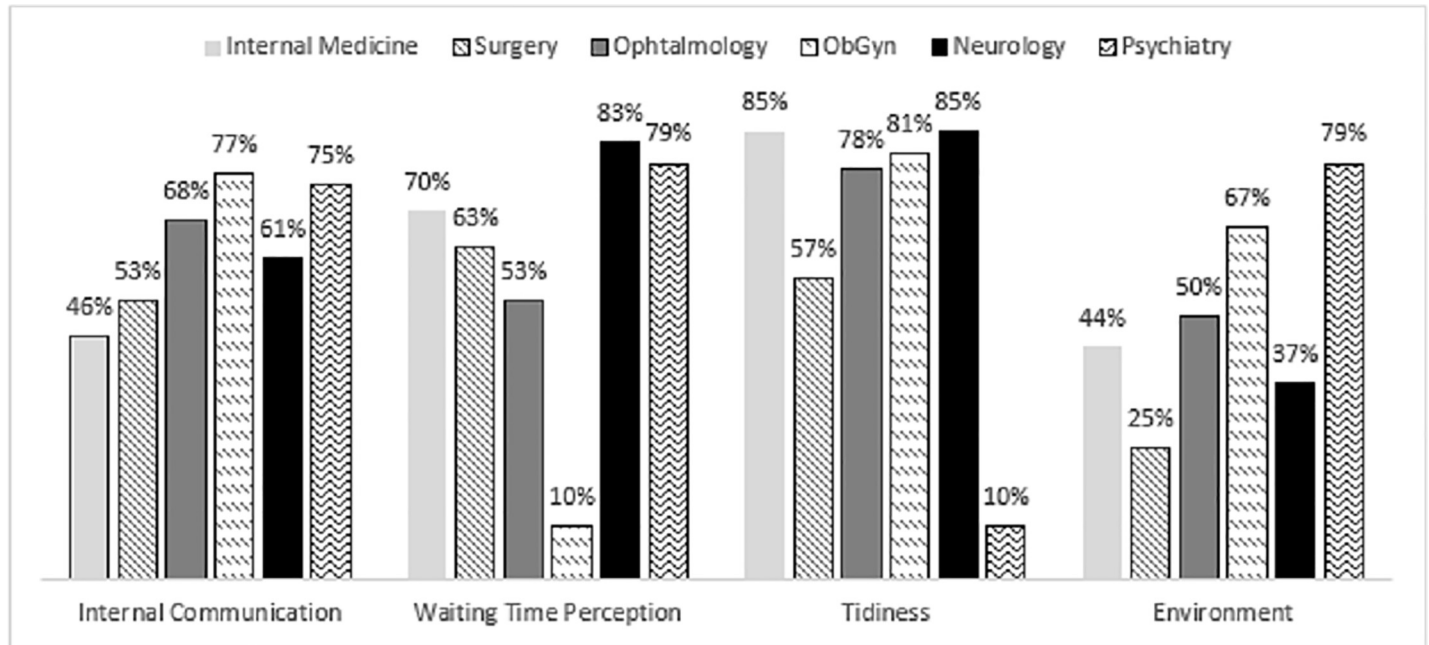 Internal Medicine Surgery Ophtalmology ObGyn Neurology Psychiatry
46% 53% 68% 77% 61% 75%
70% 63% 53% 10% 83% 79%
85% 57% 78% 81% 85% 10%
44% 25% 50% 67% 37% 79%
Internal Communication Waiting Time Perception Tidiness Environment